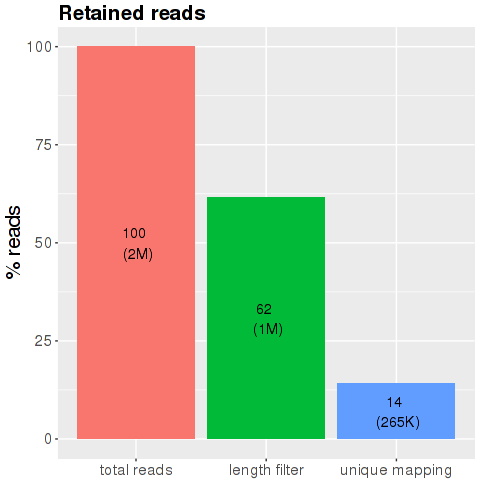 Retained reads
% reads
100
75
50
25
0
100
(2M)
62
(1M)
14
(265K)
total reads
length filter
unique mapping